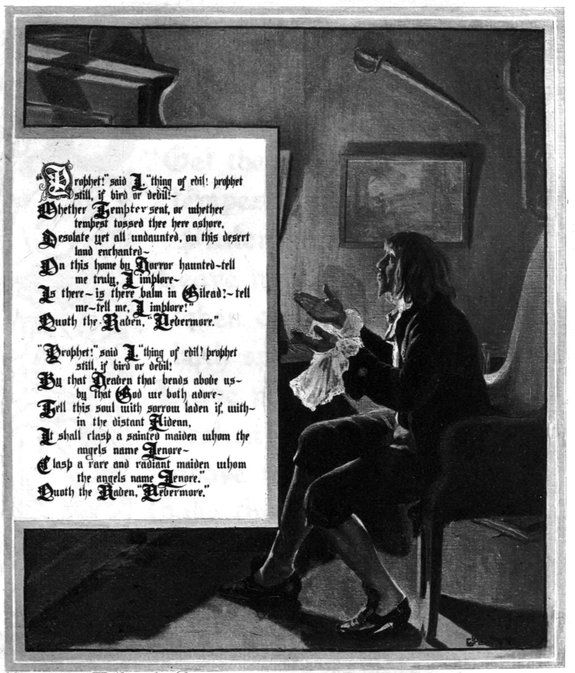 Prophet!" said I, "thing of evil! prophet
still, if bird or devil!~
Whether Tempter sent, or whether
tempest tossed thee here ashore,
Desolate yet all undaunted, on this desert
land enchanted~
On this home by Horror haunted~tell
me truly, I implore~
Is there~ is there balm in Gilead?~ tell
me~tell me, I implore!"
Quoth the Raven, "Nevermore."
"Prophet!" said I, "thing of evil! prophet
still, if bird or devil!
By that Heaven that bends above us~
by that God we both adore~
Tell this soul with sorrow laden if, with~
in the distant Aidenn,
It shall clasp a sainted maiden whom the
angels name Lenore~
Clasp a rare and radiant maiden whom
the angels name Lenore."
Quoth the Raven, "Nevermore."